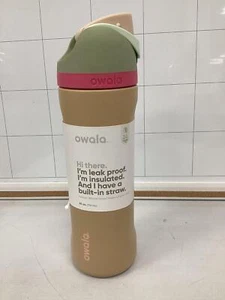 owala
owala
Hi there.
I'm leak proof.
I'm insulated.
And I have a
built-in straw.
owala